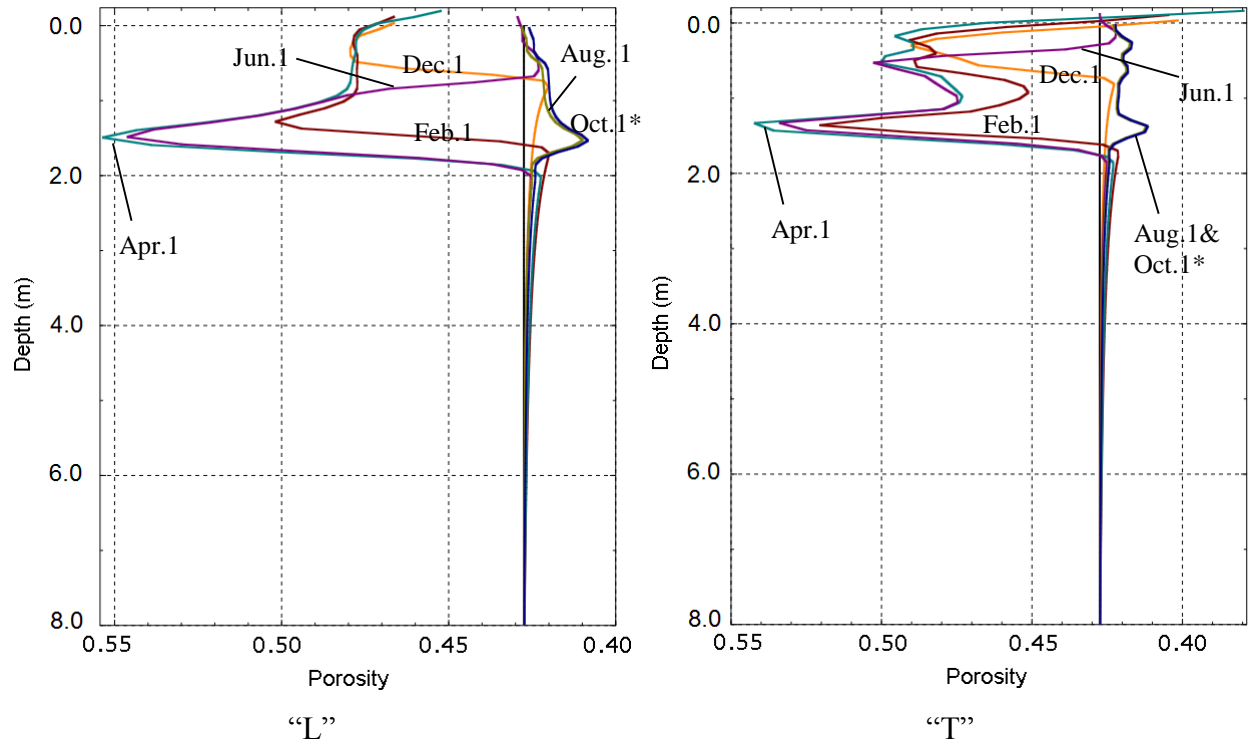 0.0
2.0
4.0
6.0
8.0
Depth (m)
Jun.1
Dec.1
Aug. 1
Oct.1*
Feb.1
Apr.1
0.55
0.50
0.45
0.40
Porosity
“L”
0.0
2.0
4.0
6.0
8.0
Depth (m)
Dec.1
Jun.1
Feb.1
Apr.1
Aug.1&
Oct.1*
0.55
0.50
0.45
0.40
Porosity
“T”